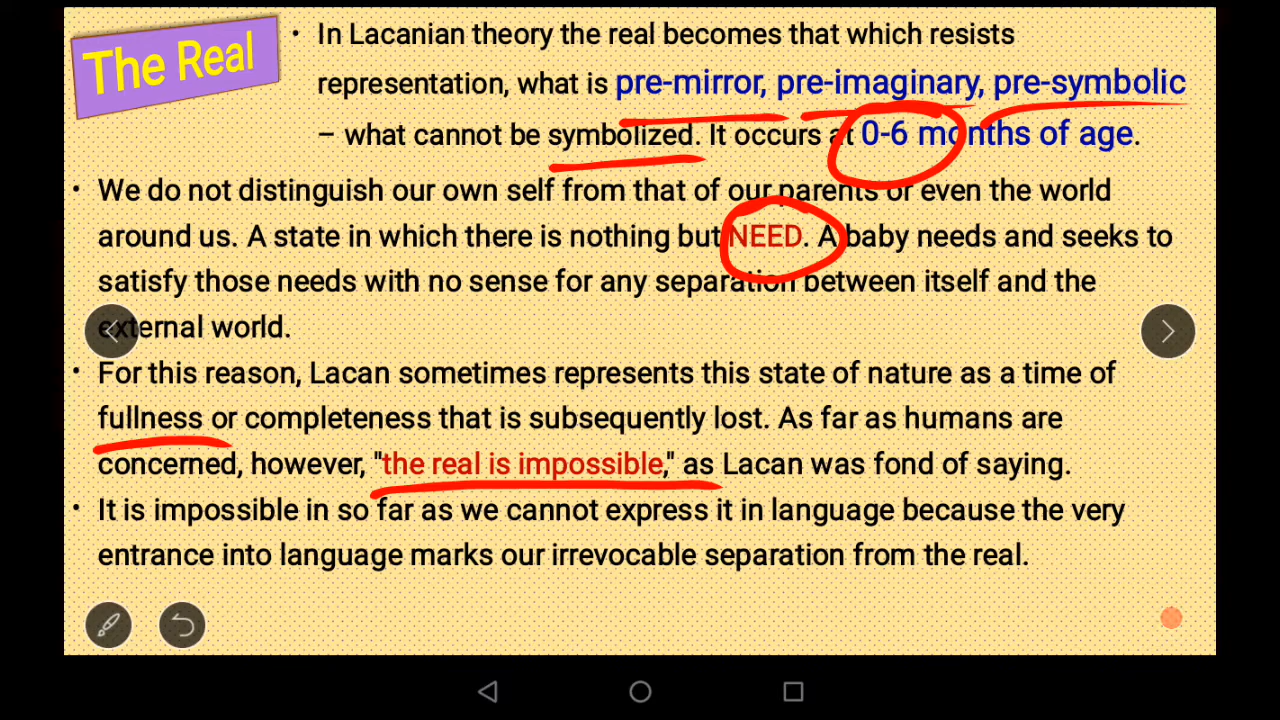 The Real
• In Lacanian theory the real becomes that which resists
representation, what is pre-mirror, pre-imaginary, pre-symbolic
– what cannot be symbolized. It occurs at 0-6 months of age.
• We do not distinguish our own self from that of our parents or even the world
around us. A state in which there is nothing but NEED. A baby needs and seeks to
satisfy those needs with no sense for any separation between itself and the
external world.
• For this reason, Lacan sometimes represents this state of nature as a time of
fullness or completeness that is subsequently lost. As far as humans are
concerned, however, "the real is impossible," as Lacan was fond of saying.
• It is impossible in so far as we cannot express it in language because the very
entrance into language marks our irrevocable separation from the real.